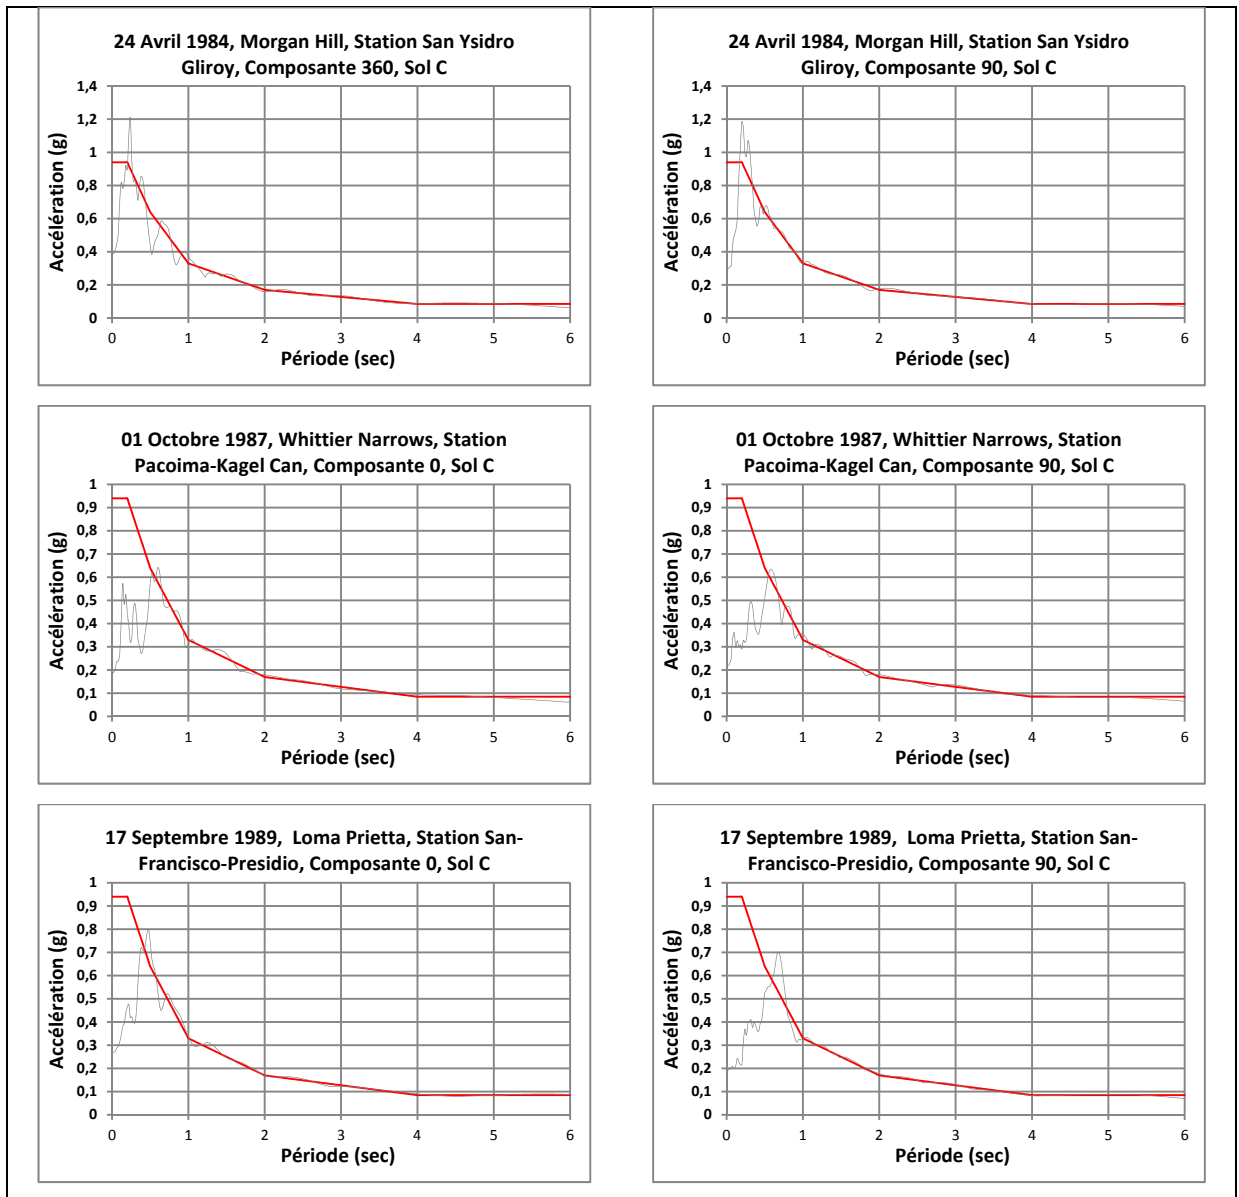 24 Avril 1984, Morgan Hill, Station San Ysidro
Gliroy, Composante 360, Sol C
1,4
1,2
1
0,8
0,6
0,4
0,2
0
Accélération (g)
0 1 2 3 4 5 6
Période (sec)
24 Avril 1984, Morgan Hill, Station San Ysidro
Gliroy, Composante 90, Sol C
1,4
1,2
1
0,8
0,6
0,4
0,2
0
Accélération (g)
0 1 2 3 4 5 6
Période (sec)
01 Octobre 1987, Whittier Narrows, Station
Pacoima-Kagel Can, Composante 0, Sol C
1
0,9
0,8
0,7
0,6
0,5
0,4
0,3
0,2
0,1
0
Accélération (g)
0 1 2 3 4 5 6
Période (sec)
01 Octobre 1987, Whittier Narrows, Station
Pacoima-Kagel Can, Composante 90, Sol C
1
0,9
0,8
0,7
0,6
0,5
0,4
0,3
0,2
0,1
0
Accélération (g)
0 1 2 3 4 5 6
Période (sec)
17 Septembre 1989, Loma Prietta, Station San-
Francisco-Presidio, Composante 0, Sol C
1
0,9
0,8
0,7
0,6
0,5
0,4
0,3
0,2
0,1
0
Accélération (g)
0 1 2 3 4 5 6
Période (sec)
17 Septembre 1989, Loma Prietta, Station San-
Francisco-Presidio, Composante 90, Sol C
1
0,9
0,8
0,7
0,6
0,5
0,4
0,3
0,2
0,1
0
Accélération (g)
0 1 2 3 4 5 6
Période (sec)